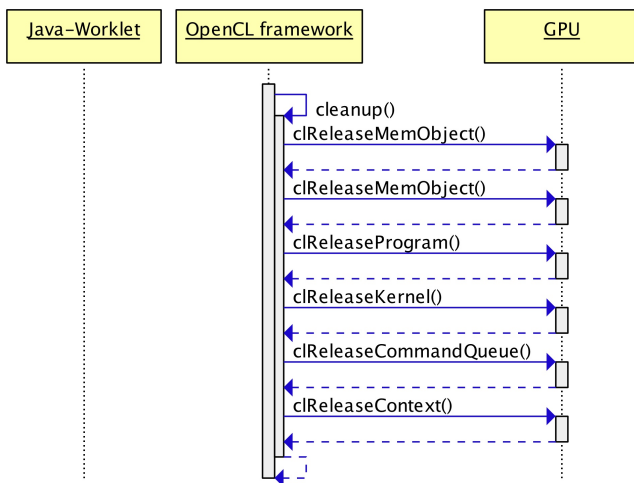 Java-Worklet
OpenCL framework
GPU
cleanup()
clReleaseMemObject()
clReleaseMemObject()
clReleaseProgram()
clReleaseKernel()
clReleaseCommandQueue()
clReleaseContext()